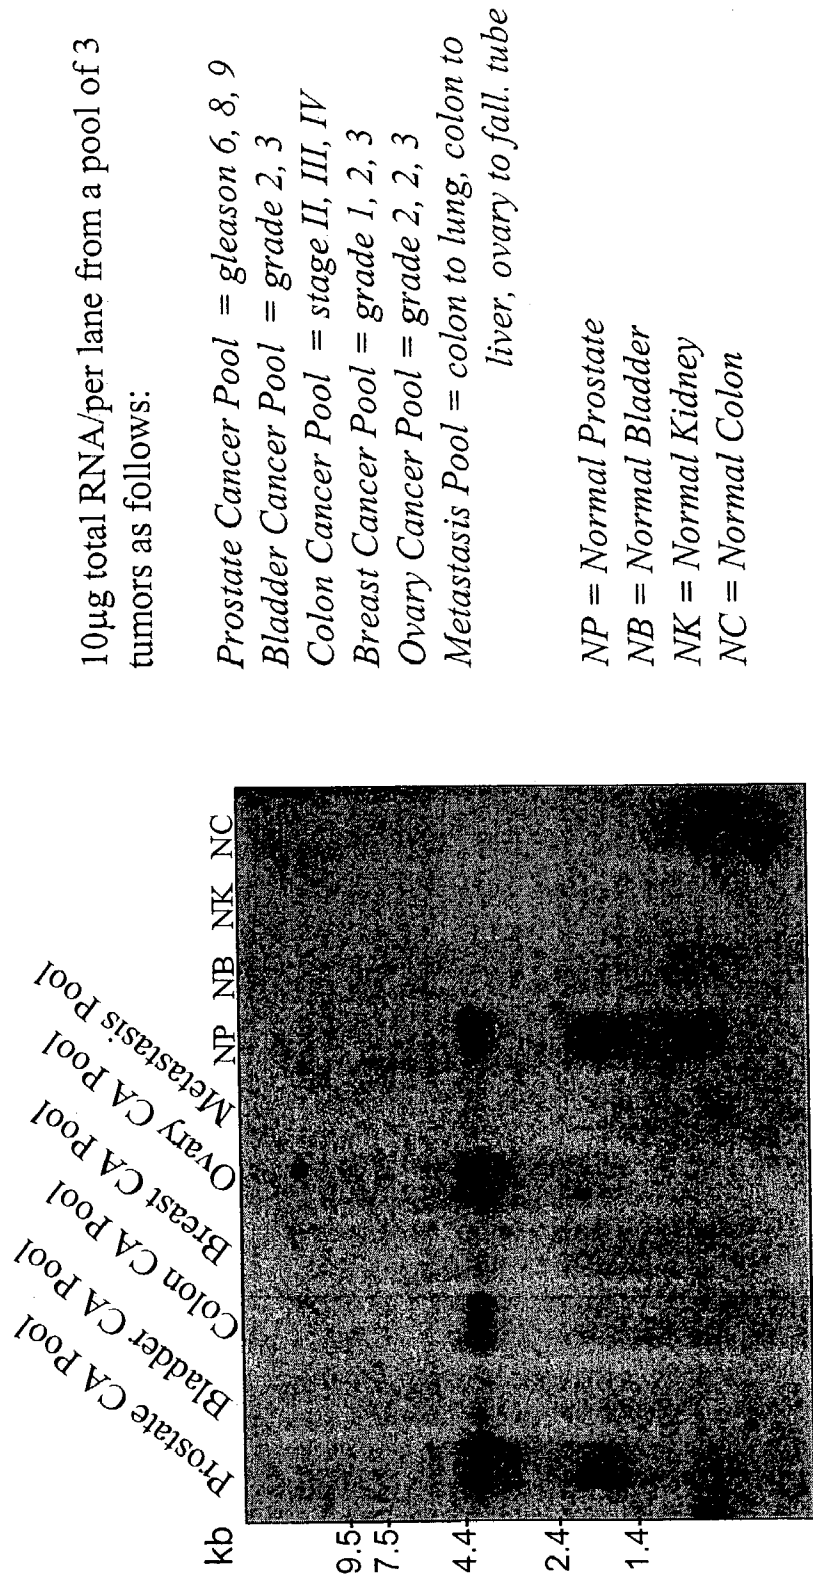 10µg total RNA/per lane from a pool of 3
tumors as follows:
Prostate Cancer Pool = gleason 6, 8, 9
Bladder Cancer Pool = grade 2, 3
Colon Cancer Pool = stage II, III, IV
Breast Cancer Pool = grade 1, 2, 3
Ovary Cancer Pool = grade 2, 2, 3
Metastasis Pool = colon to lung, colon to
liver, ovary to fall. tube
NP = Normal Prostate
NB = Normal Bladder
NK = Normal Kidney
NC = Normal Colon
Prostate CA Pool
Bladder CA Pool
Colon CA Pool
Breast CA Pool
Ovary CA Pool
Metastasis Pool
NP
NB
NK
NC
kb
9.5-
7.5-
4.4-
2.4-
1.4-